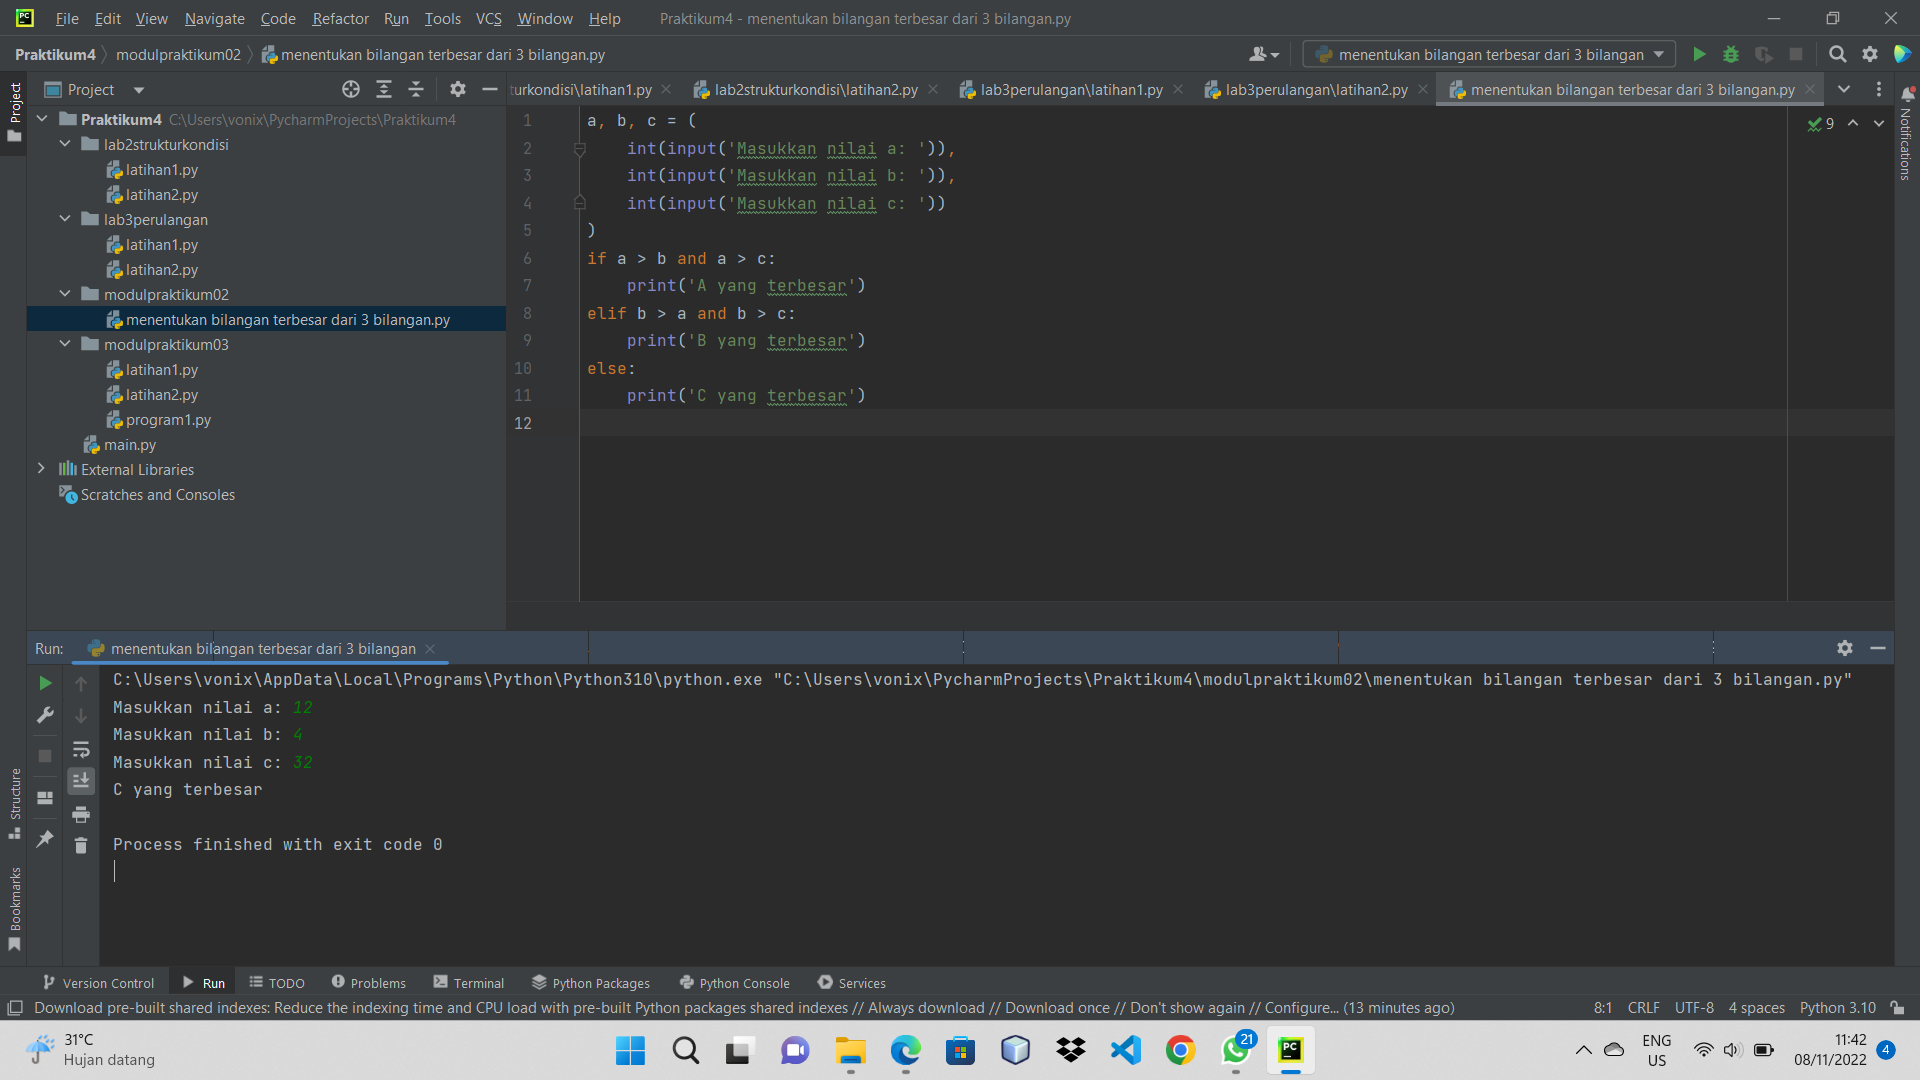 PC File Edit View Navigate Code Refactor Run Tools VCS Window Help Praktikum4 - menentukan bilangan terbesar dari 3 bilangan.py
Praktikum4 modulpraktikum02 menentukan bilangan terbesar dari 3 bilangan.py menentukan bilangan terbesar dari 3 bilangan
Project
Project
turkondisi\latihan1.py lab2strukturkondisi\latihan2.py lab3perulangan\latihan1.py lab3perulangan\latihan2.py menentukan bilangan terbesar dari 3 bilangan.py
Notifications
Praktikum4 C:\Users\vonix\PycharmProjects\Praktikum4
lab2strukturkondisi
latihan1.py
latihan2.py
lab3perulangan
latihan1.py
latihan2.py
modulpraktikum02
menentukan bilangan terbesar dari 3 bilangan.py
modulpraktikum03
latihan1.py
latihan2.py
program1.py
main.py
External Libraries
Scratches and Consoles
9
1 a, b, c = (
2     int(input('Masukkan nilai a: ')),
3     int(input('Masukkan nilai b: ')),
4     int(input('Masukkan nilai c: '))
5 )
6 if a > b and a > c:
7     print('A yang terbesar')
8 elif b > a and b > c:
9     print('B yang terbesar')
10 else:
11     print('C yang terbesar')
12
Run: menentukan bilangan terbesar dari 3 bilangan
C:\Users\vonix\AppData\Local\Programs\Python\Python310\python.exe "C:\Users\vonix\PycharmProjects\Praktikum4\modulpraktikum02\menentukan bilangan terbesar dari 3 bilangan.py"
Masukkan nilai a: 12
Masukkan nilai b: 4
Masukkan nilai c: 32
C yang terbesar
Process finished with exit code 0
Structure
Bookmarks
Version Control Run TODO Problems Terminal Python Packages Python Console Services
Download pre-built shared indexes: Reduce the indexing time and CPU load with pre-built Python packages shared indexes // Always download // Download once // Don't show again // Configure... (13 minutes ago) 8:1 CRLF UTF-8 4 spaces Python 3.10
31°C
Hujan datang
21
PC
ENG
US
11:42
08/11/2022
4